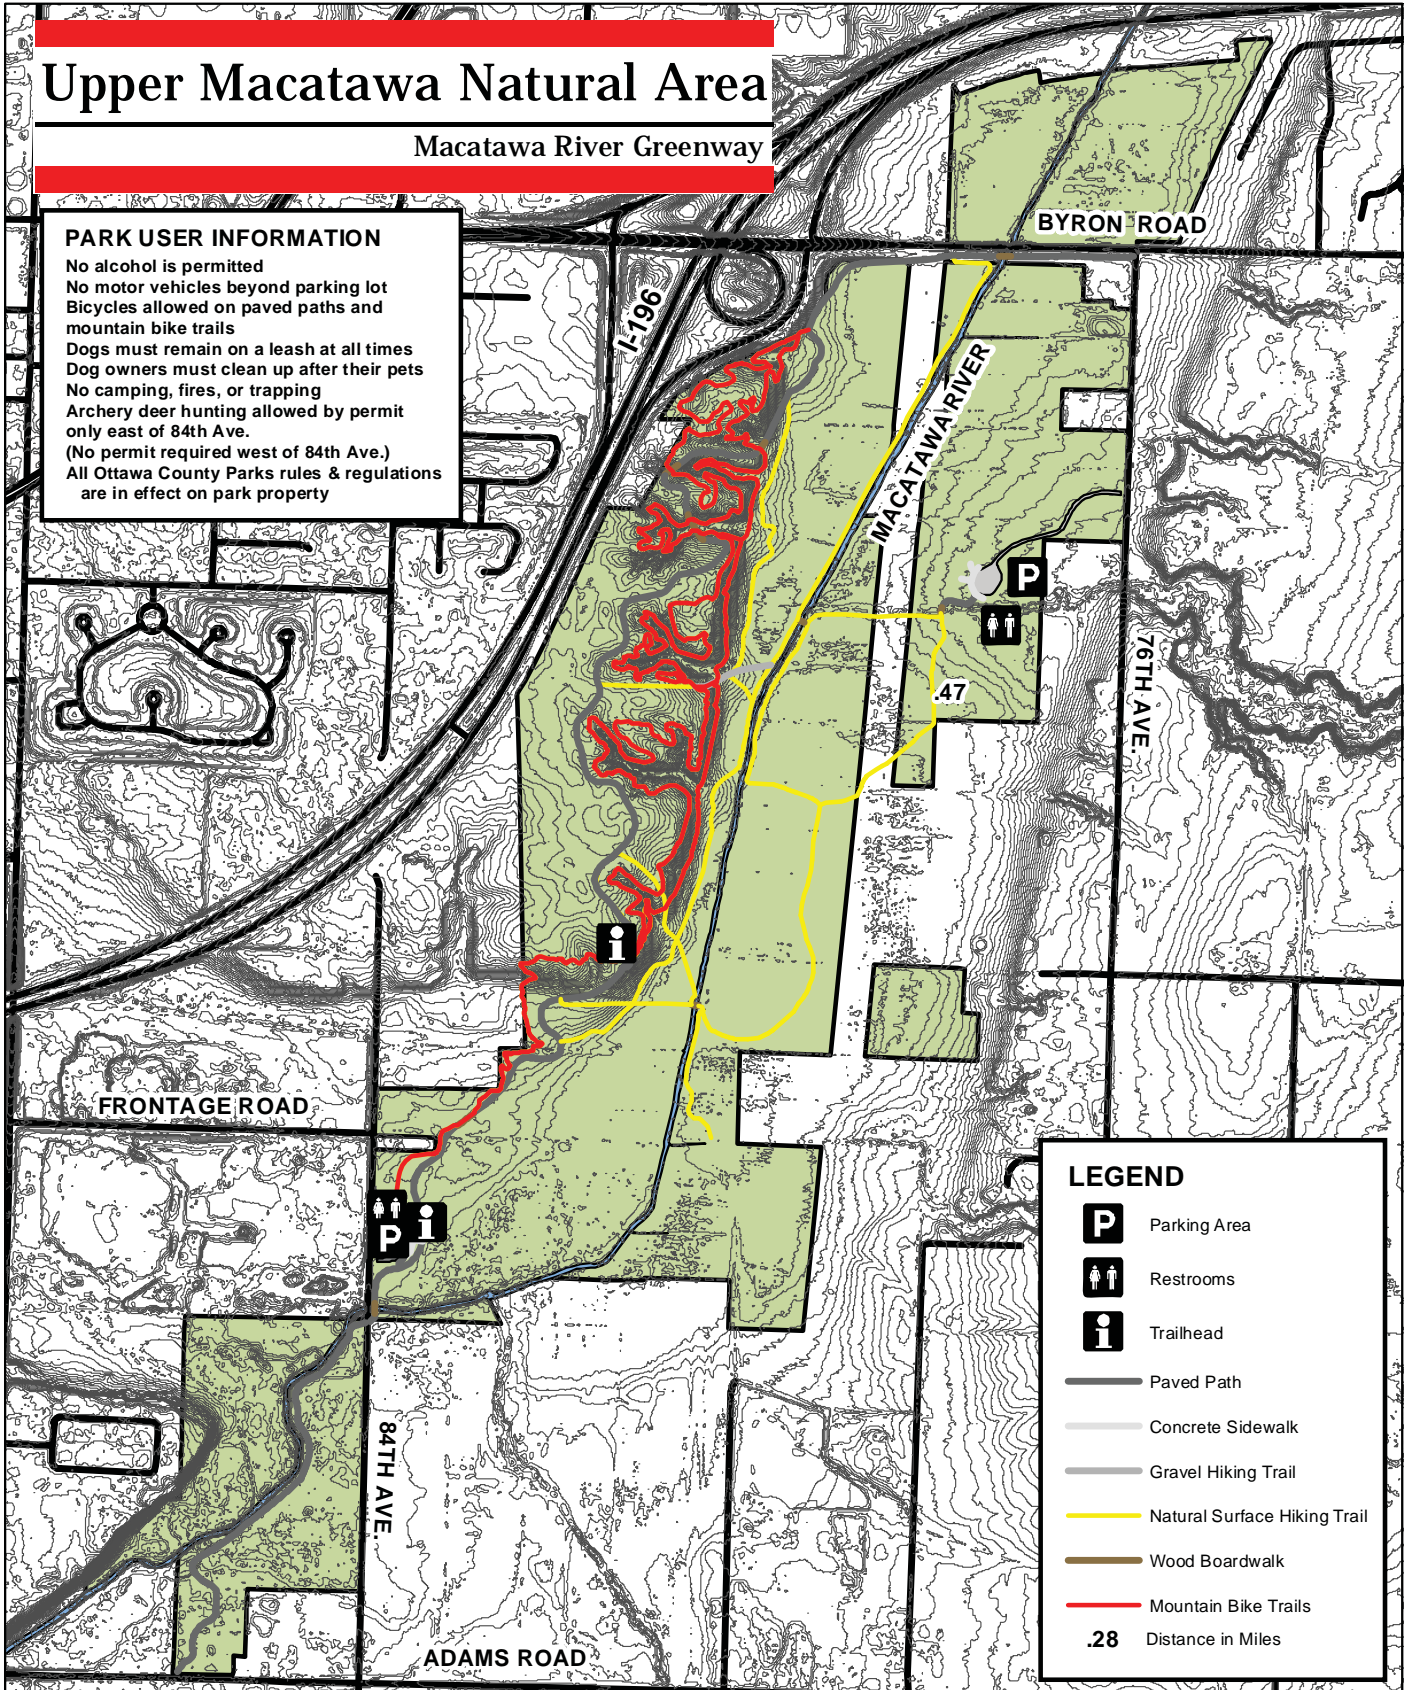 Upper Macatawa Natural Area
Macatawa River Greenway
PARK USER INFORMATION
No alcohol is permitted
No motor vehicles beyond parking lot
Bicycles allowed on paved paths and
mountain bike trails
Dogs must remain on a leash at all times
Dog owners must clean up after their pets
No camping, fires, or trapping
Archery deer hunting allowed by permit
only east of 84th Ave.
(No permit required west of 84th Ave.)
All Ottawa County Parks rules & regulations
are in effect on park property
BYRON ROAD
I-196
MACATAWA RIVER
P
76TH AVE.
.47
i
FRONTAGE ROAD
P
i
84TH AVE.
ADAMS ROAD
LEGEND
P Parking Area
Restrooms
i Trailhead
Paved Path
Concrete Sidewalk
Gravel Hiking Trail
Natural Surface Hiking Trail
Wood Boardwalk
Mountain Bike Trails
.28 Distance in Miles